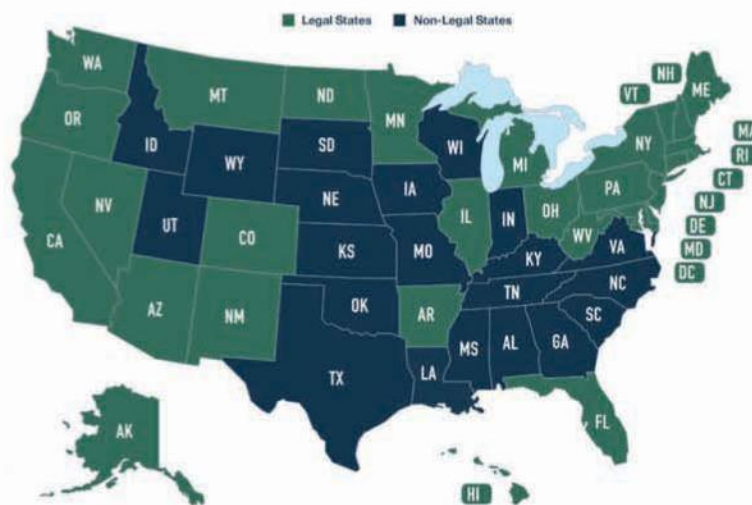 Legal States
Non-Legal States
WA
MT
ND
MN
OR
ID
WY
SD
WI
MI
NY
VT
NH
ME
MA
RI
CT
NJ
DE
MD
DC
NV
CA
UT
CO
NE
IA
IL
IN
OH
PA
WV
VA
KS
MO
KY
NC
TN
SC
AZ
NM
OK
AR
MS
AL
GA
TX
LA
FL
AK
HI